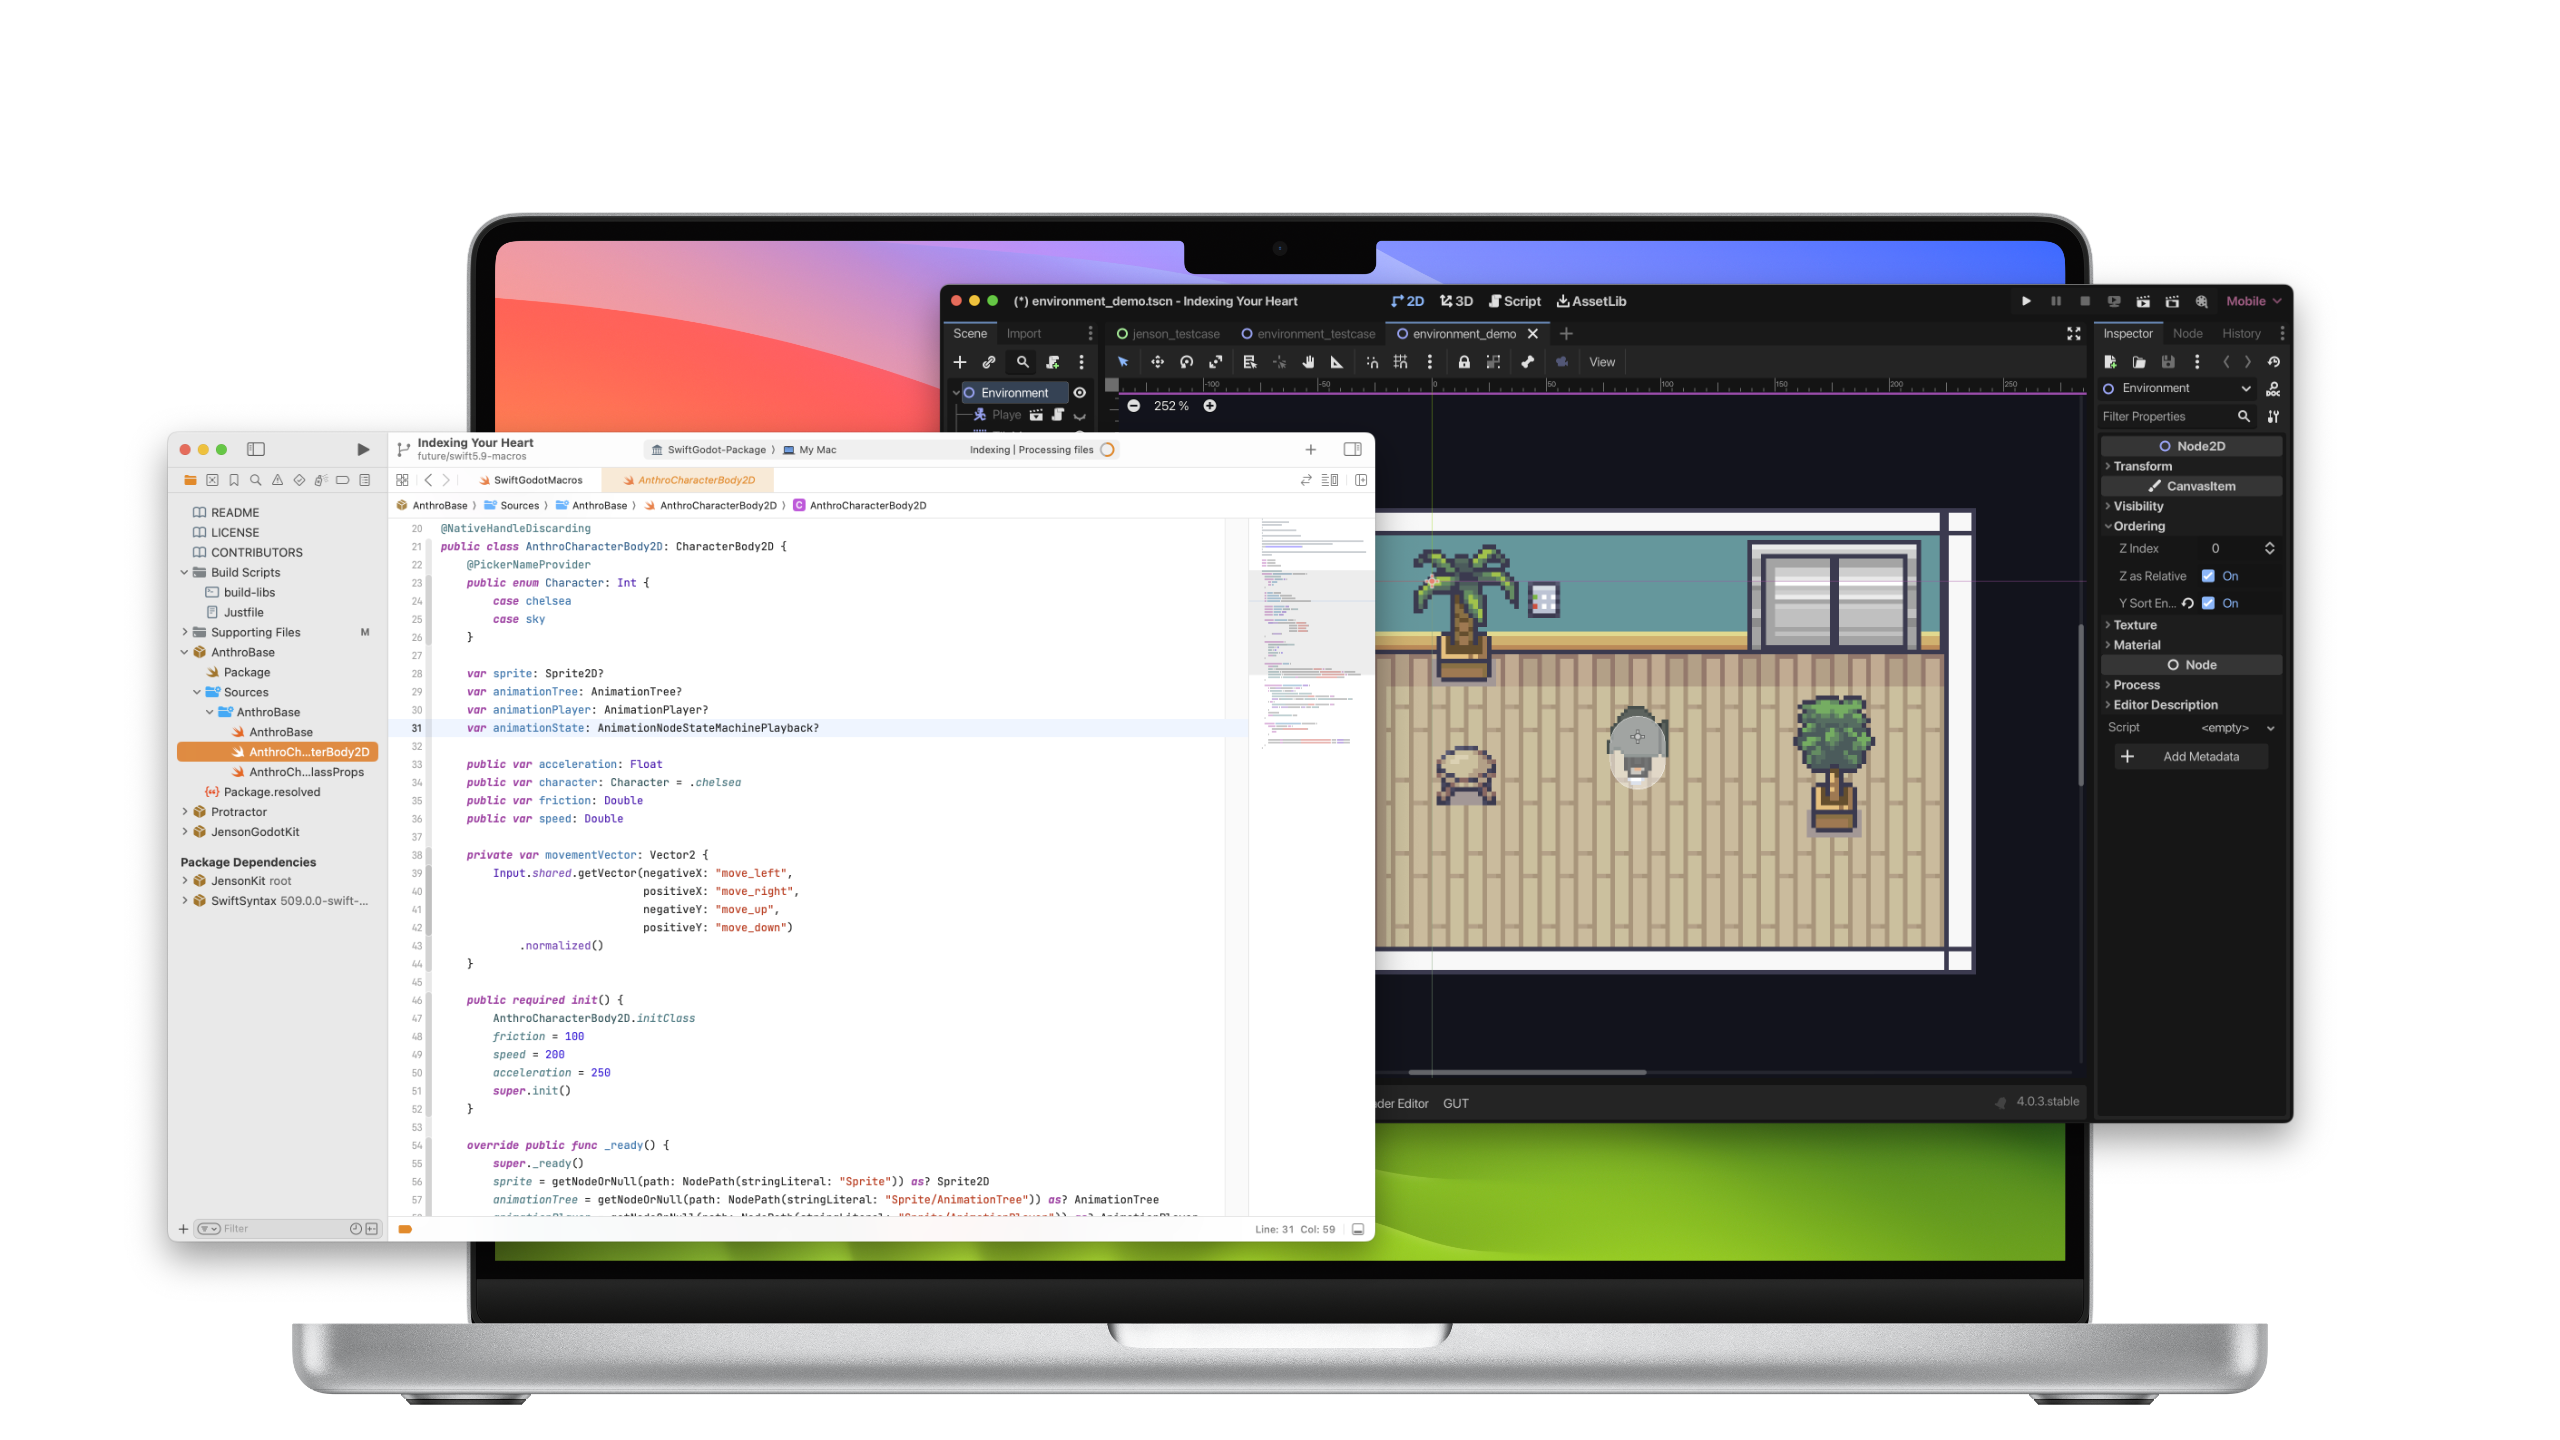 (*) environment_demo.tscn - Indexing Your Heart
2D
3D
Script
AssetLib
Mobile
Scene
Import
jenson_testcase
environment_testcase
environment_demo
Inspector
Node
History
View
Environment
Playe
-100
-50
0
50
100
150
200
250
252 %
Environment
Filter Properties
Node2D
Transform
CanvasItem
Visibility
Ordering
Z Index
0
Z as Relative
On
Y Sort En...
On
Texture
Material
Node
Process
Editor Description
Script
<empty>
Add Metadata
der Editor
GUT
4.0.3.stable
Indexing Your Heart
future/swift5.9-macros
SwiftGodot-Package ⟩ My Mac
Indexing | Processing files
SwiftGodotMacros
AnthroCharacterBody2D
AnthroBase ⟩ Sources ⟩ AnthroBase ⟩ AnthroCharacterBody2D ⟩ C AnthroCharacterBody2D
README
LICENSE
CONTRIBUTORS
Build Scripts
build-libs
Justfile
Supporting Files M
AnthroBase
Package
Sources
AnthroBase
AnthroBase
AnthroCh...terBody2D
AnthroCh...lassProps
Package.resolved
Protractor
JensonGodotKit
Package Dependencies
JensonKit root
SwiftSyntax 509.0.0-swift-...
Filter
20 @NativeHandleDiscarding
21 public class AnthroCharacterBody2D: CharacterBody2D {
22 @PickerNameProvider
23 public enum Character: Int {
24 case chelsea
25 case sky
26 }
27
28 var sprite: Sprite2D?
29 var animationTree: AnimationTree?
30 var animationPlayer: AnimationPlayer?
31 var animationState: AnimationNodeStateMachinePlayback?
32
33 public var acceleration: Float
34 public var character: Character = .chelsea
35 public var friction: Double
36 public var speed: Double
37
38 private var movementVector: Vector2 {
39 Input.shared.getVector(negativeX: "move_left",
40 positiveX: "move_right",
41 negativeY: "move_up",
42 positiveY: "move_down")
43 .normalized()
44 }
45
46 public required init() {
47 AnthroCharacterBody2D.initClass
48 friction = 100
49 speed = 200
50 acceleration = 250
51 super.init()
52 }
53
54 override public func _ready() {
55 super._ready()
56 sprite = getNodeOrNull(path: NodePath(stringLiteral: "Sprite")) as? Sprite2D
57 animationTree = getNodeOrNull(path: NodePath(stringLiteral: "Sprite/AnimationTree")) as? AnimationTree
Line: 31 Col: 59